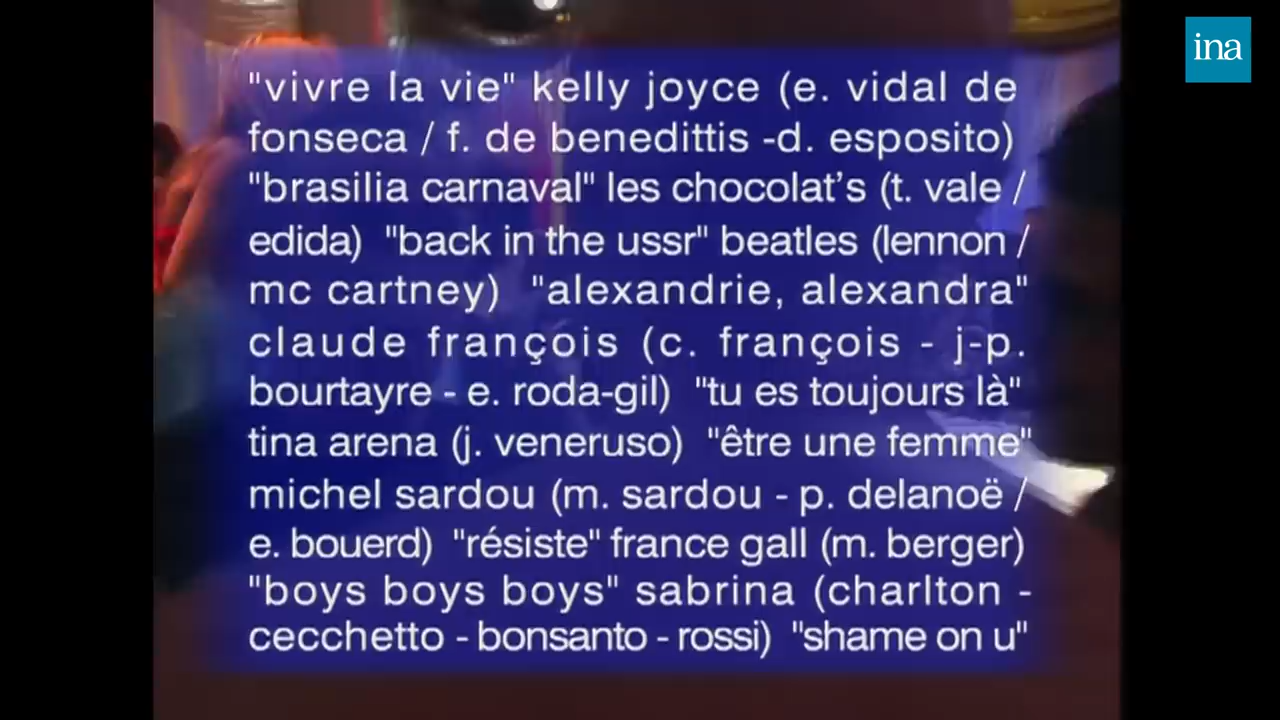 ina
"vivre la vie" kelly joyce (e. vidal de
fonseca / f. de benedittis -d. esposito)
"brasilia carnaval" les chocolat’s (t. vale /
edida) "back in the ussr" beatles (lennon /
mc cartney) "alexandrie, alexandra"
claude françois (c. françois - j-p.
bourtayre - e. roda-gil) "tu es toujours là"
tina arena (j. veneruso) "être une femme"
michel sardou (m. sardou - p. delanoë /
e. bouerd) "résiste" france gall (m. berger)
"boys boys boys" sabrina (charlton -
cecchetto - bonsanto - rossi) "shame on u"